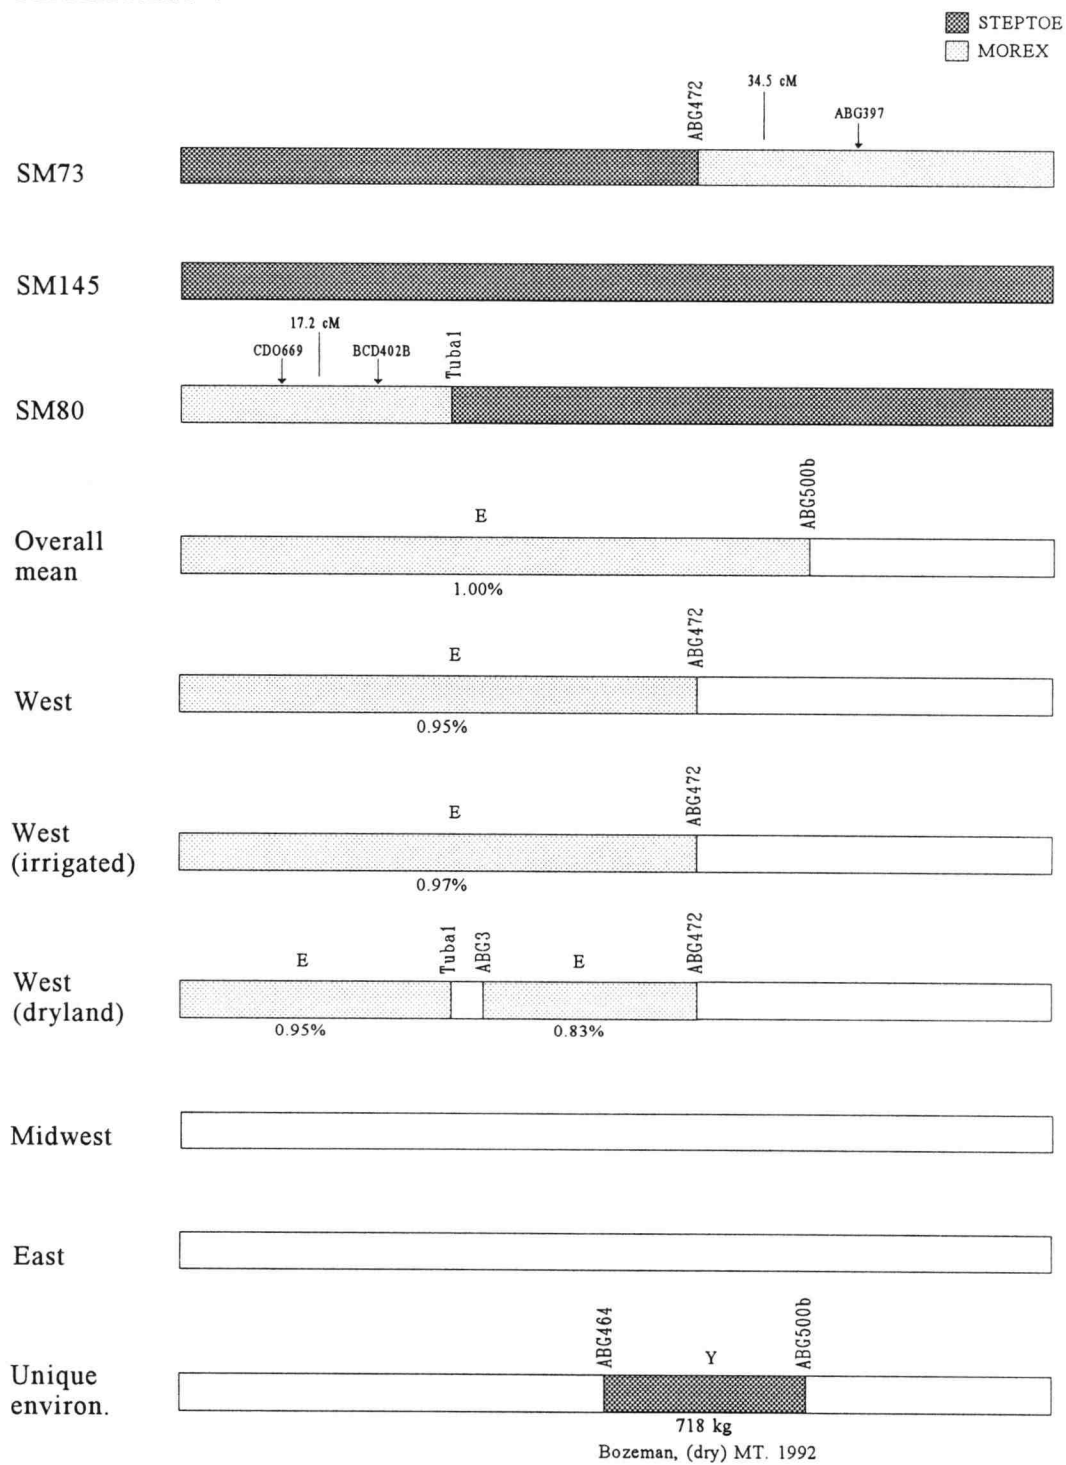 STEPTOE
MOREX
34.5 cM
ABG472
ABG397
SM73
SM145
17.2 cM
CDO669
BCD402B
Tubal
SM80
ABG500b
E
Overall
mean
1.00%
ABG472
E
West
0.95%
ABG472
E
West
(irrigated)
0.97%
E
Tubal
ABG3
E
ABG472
West
(dryland)
0.95%
0.83%
Midwest
East
ABG464
Y
ABG500b
Unique
environ.
718 kg
Bozeman, (dry) MT. 1992